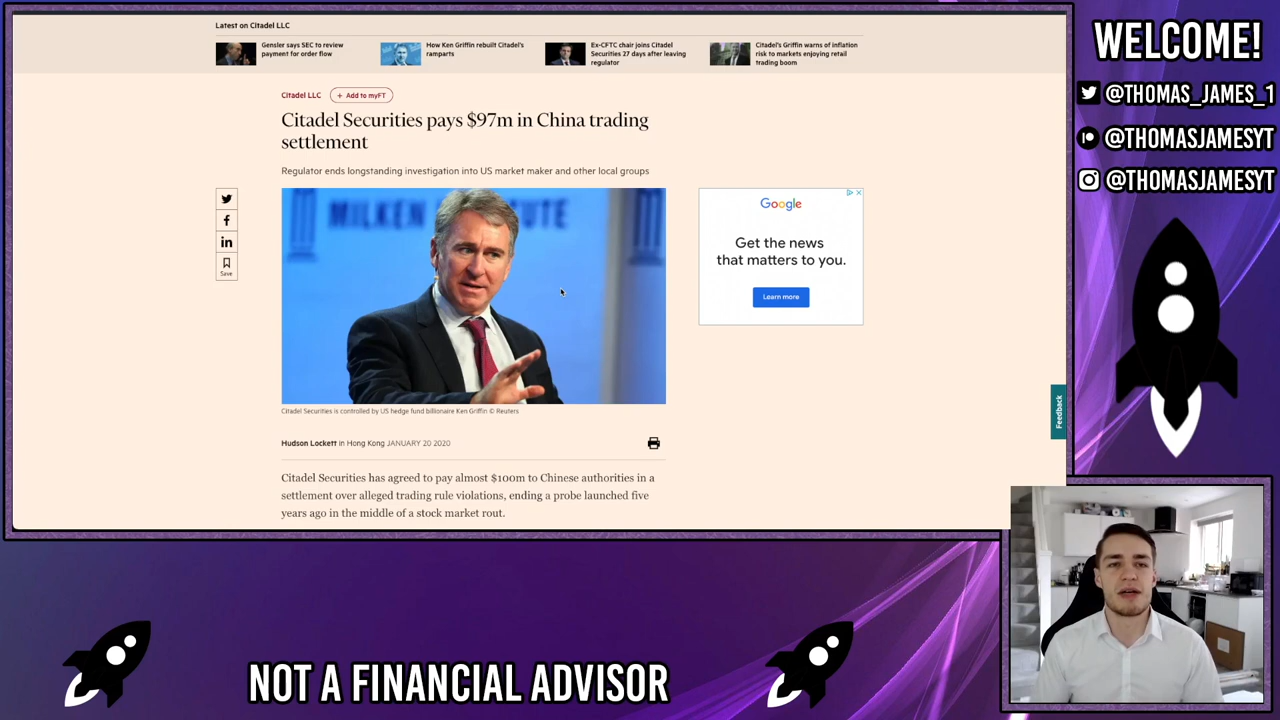 Latest on Citadel LLC
Gensler says SEC to review
payment for order flow
How Ken Griffin rebuilt Citadel's
ramparts
Ex-CFTC chair joins Citadel
Securities 27 days after leaving
regulator
Citadel's Griffin warns of inflation
risk to markets enjoying retail
trading boom
Citadel LLC
+ Add to myFT
Citadel Securities pays $97m in China trading
settlement
Regulator ends longstanding investigation into US market maker and other local groups
Save
MILKEN INSTITUTE
Citadel Securities is controlled by US hedge fund billionaire Ken Griffin © Reuters
Hudson Lockett in Hong Kong JANUARY 20 2020
Citadel Securities has agreed to pay almost $100m to Chinese authorities in a
settlement over alleged trading rule violations, ending a probe launched five
years ago in the middle of a stock market rout.
Google
Get the news
that matters to you.
Learn more
Feedback
WELCOME!
@THOMAS_JAMES_1
@THOMASJAMESYT
@THOMASJAMESYT
NOT A FINANCIAL ADVISOR